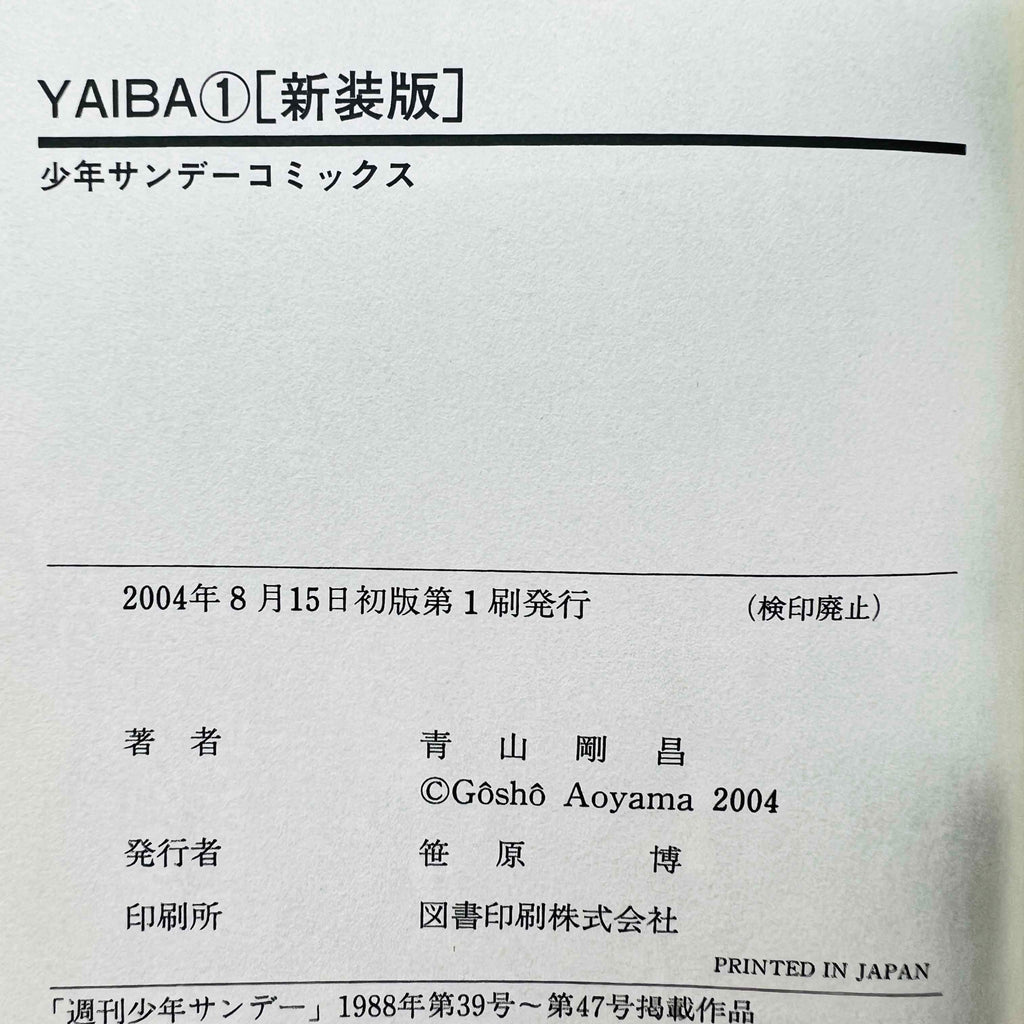 YAIBA①[新装版]
少年サンデーコミックス
2004年8月15日初版第1刷発行 (検印廃止)
著者 青山剛昌
©Gôshô Aoyama 2004
発行者 笹原博
印刷所 図書印刷株式会社
PRINTED IN JAPAN
「週刊少年サンデー」1988年第39号～第47号掲載作品